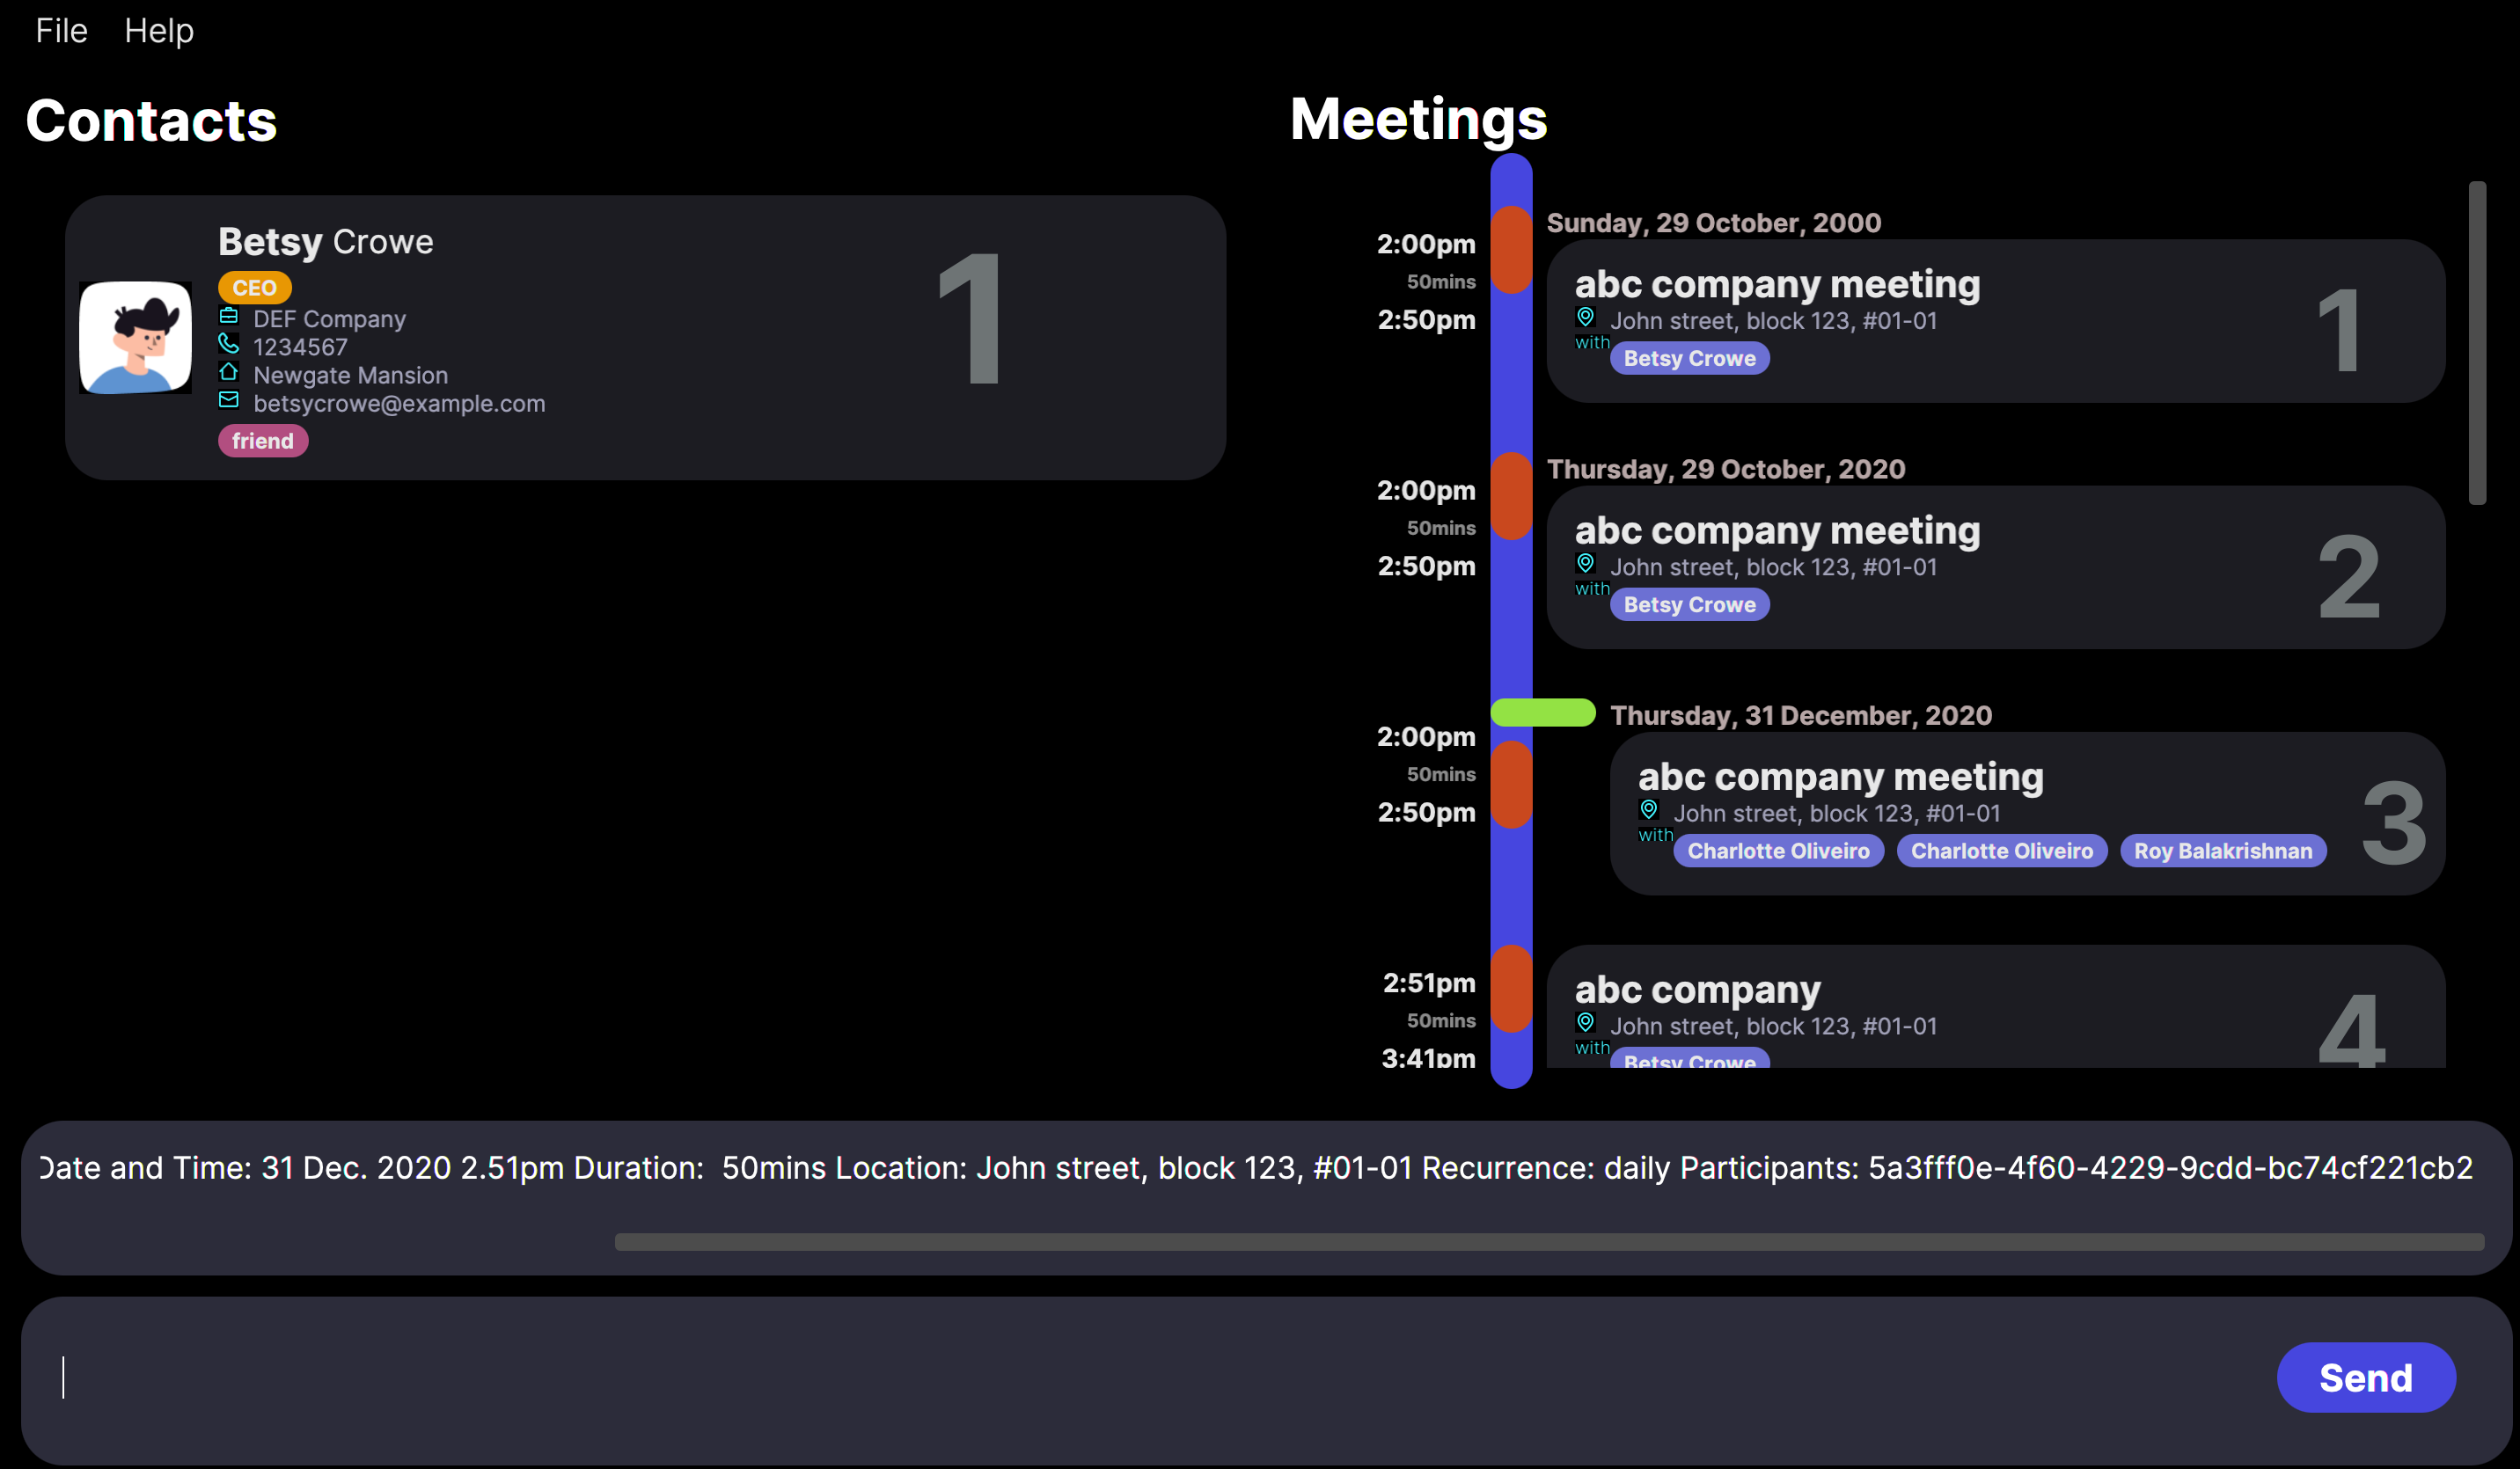 File Help
Contacts
Betsy Crowe
CEO
DEF Company
1234567
Newgate Mansion
betsycrowe@example.com
friend
1
Meetings
Sunday, 29 October, 2000
2:00pm
50mins
2:50pm
abc company meeting
John street, block 123, #01-01
with Betsy Crowe
1
Thursday, 29 October, 2020
2:00pm
50mins
2:50pm
abc company meeting
John street, block 123, #01-01
with Betsy Crowe
2
Thursday, 31 December, 2020
2:00pm
50mins
2:50pm
abc company meeting
John street, block 123, #01-01
with Charlotte Oliveiro Charlotte Oliveiro Roy Balakrishnan
3
2:51pm
50mins
3:41pm
abc company
John street, block 123, #01-01
with Betsy Crowe
4
Date and Time: 31 Dec. 2020 2.51pm Duration:  50mins Location: John street, block 123, #01-01 Recurrence: daily Participants: 5a3fff0e-4f60-4229-9cdd-bc74cf221cb2
Send